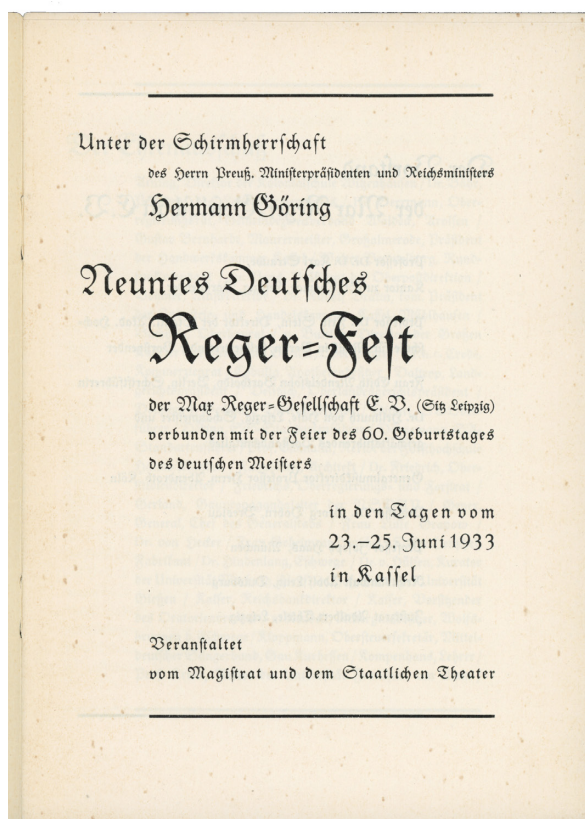 Unter der Schirmherrschaft
des Herrn Preuß. Ministerpräsidenten und Reichsministers
Hermann Göring
Neuntes Deutsches
Reger-Fest
der Max Reger-Gesellschaft E. V. (Sitz Leipzig)
verbunden mit der Feier des 60. Geburtstages
des deutschen Meisters
in den Tagen vom
23.–25. Juni 1933
in Kassel
Veranstaltet
vom Magistrat und dem Staatlichen Theater